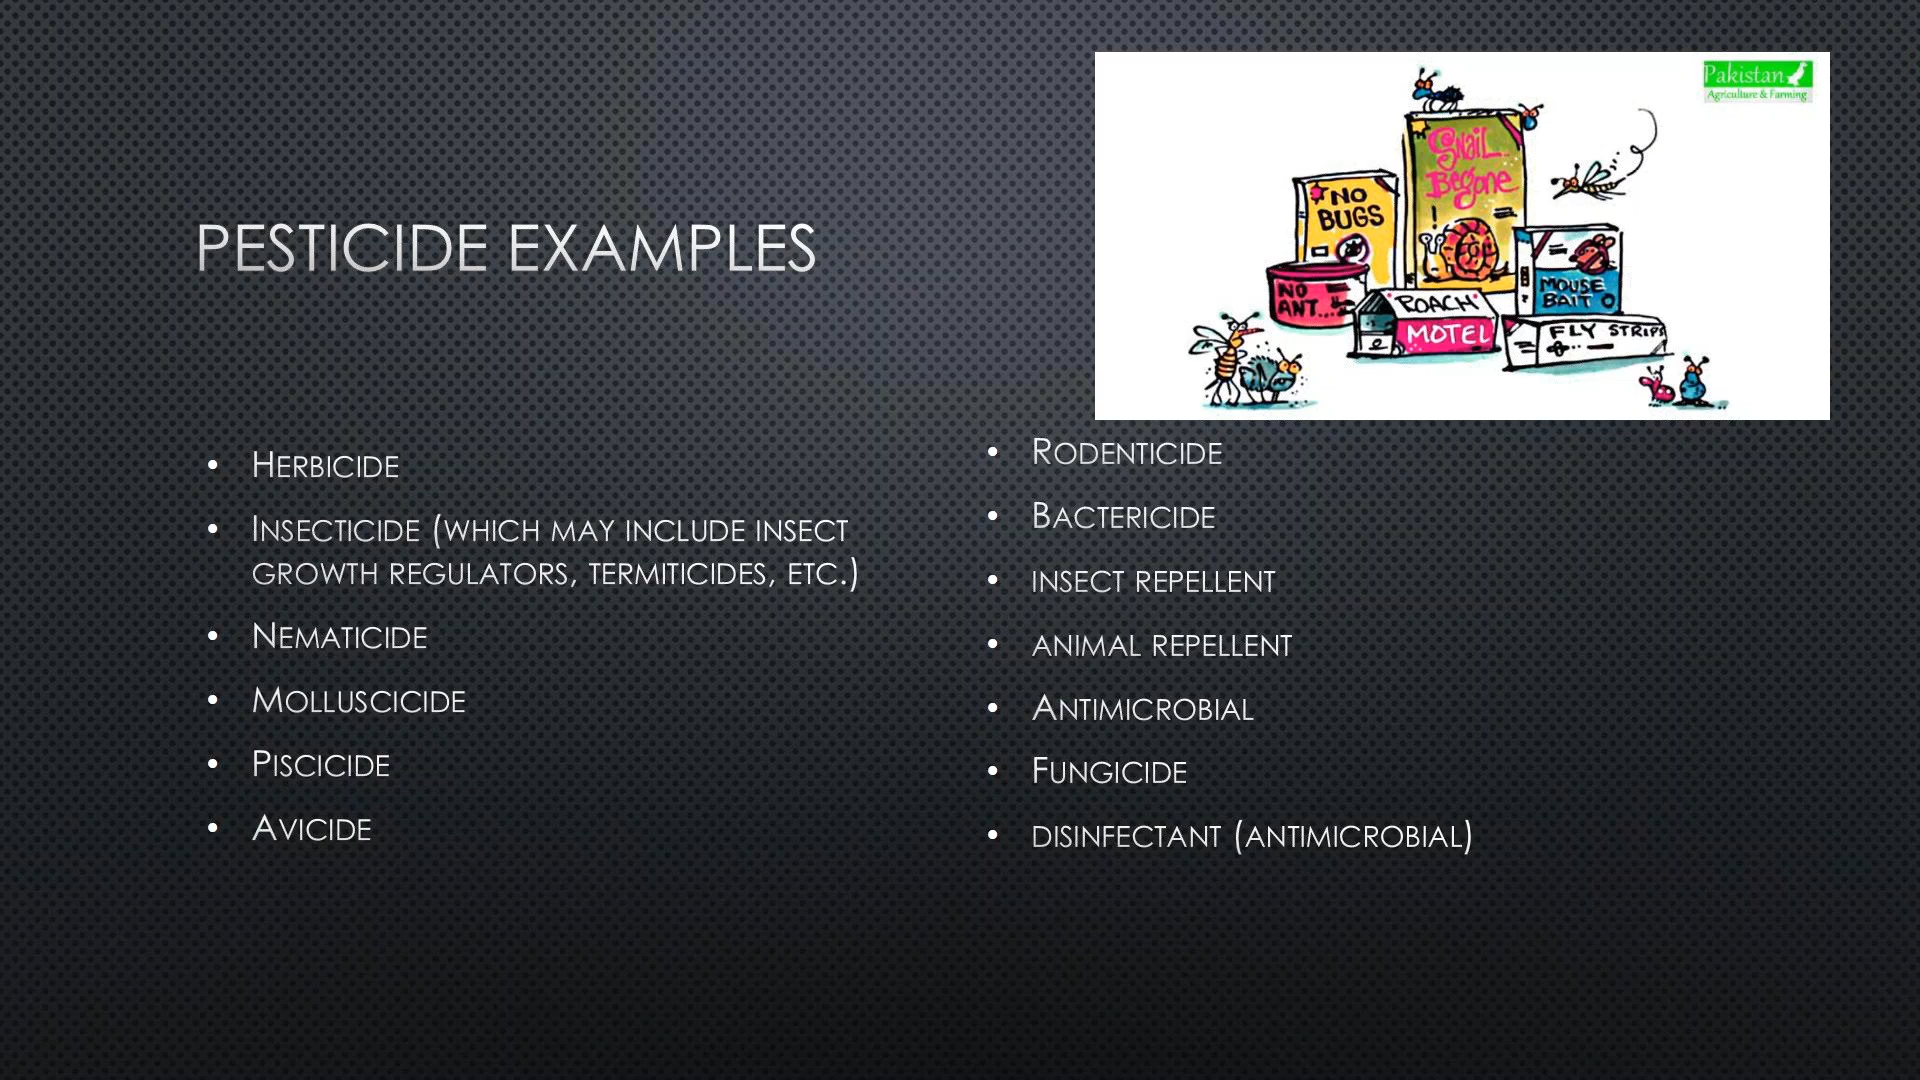 PESTICIDE EXAMPLES
Pakistan
Agriculture & Farming
Snail
Begone
!
NO
BUGS
NO
ANT...
ROACH
MOTEL
MOUSE
BAIT
FLY STRIPS
• HERBICIDE
• INSECTICIDE (WHICH MAY INCLUDE INSECT
GROWTH REGULATORS, TERMITICIDES, ETC.)
• NEMATICIDE
• MOLLUSCICIDE
• PISCICIDE
• AVICIDE
• RODENTICIDE
• BACTERICIDE
• INSECT REPELLENT
• ANIMAL REPELLENT
• ANTIMICROBIAL
• FUNGICIDE
• DISINFECTANT (ANTIMICROBIAL)